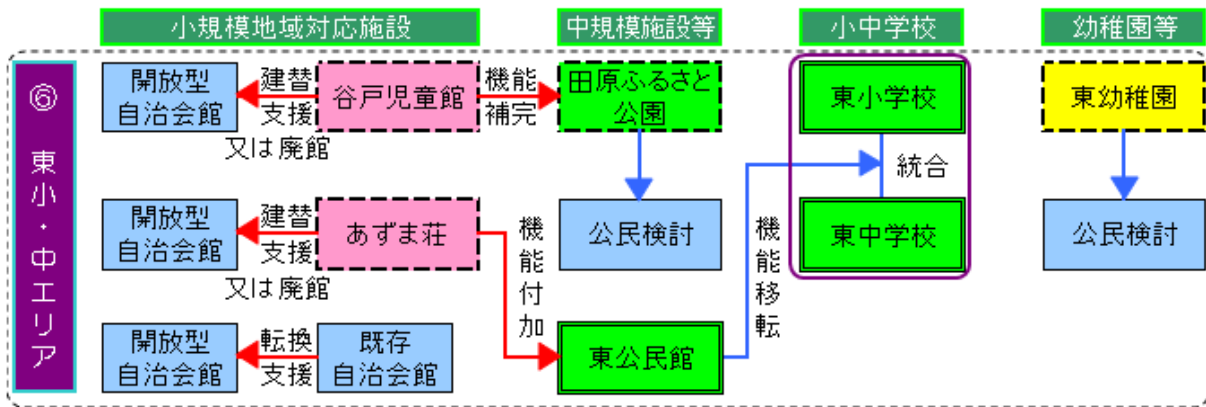 小規模地域対応施設
中規模施設等
小中学校
幼稚園等
⑥
東小・中エリア
開放型
自治会館
建替
支援
又は廃館
谷戸児童館
機能
補完
田原ふるさと
公園
東小学校
東幼稚園
統合
開放型
自治会館
建替
支援
又は廃館
あずま荘
機能付加
公民検討
機能移転
東中学校
公民検討
開放型
自治会館
転換
支援
既存
自治会館
東公民館